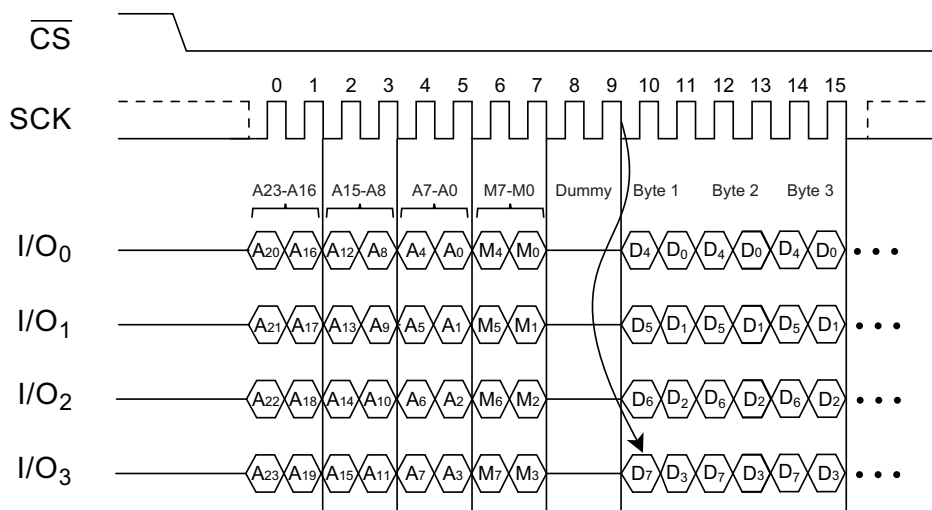 CS
0 1 2 3 4 5 6 7 8 9 10 11 12 13 14 15
SCK
A23-A16 A15-A8 A7-A0 M7-M0 Dummy Byte 1 Byte 2 Byte 3
I/O0 A20 A16 A12 A8 A4 A0 M4 M0 D4 D0 D4 D0 D4 D0
I/O1 A21 A17 A13 A9 A5 A1 M5 M1 D5 D1 D5 D1 D5 D1
I/O2 A22 A18 A14 A10 A6 A2 M6 M2 D6 D2 D6 D2 D6 D2
I/O3 A23 A19 A15 A11 A7 A3 M7 M3 D7 D3 D7 D3 D7 D3